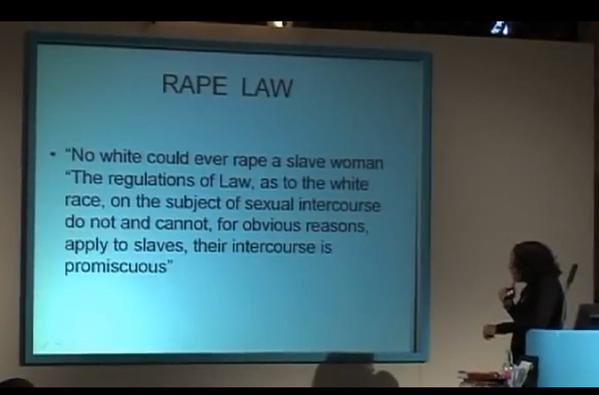 RAPE LAW
• “No white could ever rape a slave woman
“The regulations of Law, as to the white
race, on the subject of sexual intercourse
do not and cannot, for obvious reasons,
apply to slaves, their intercourse is
promiscuous”